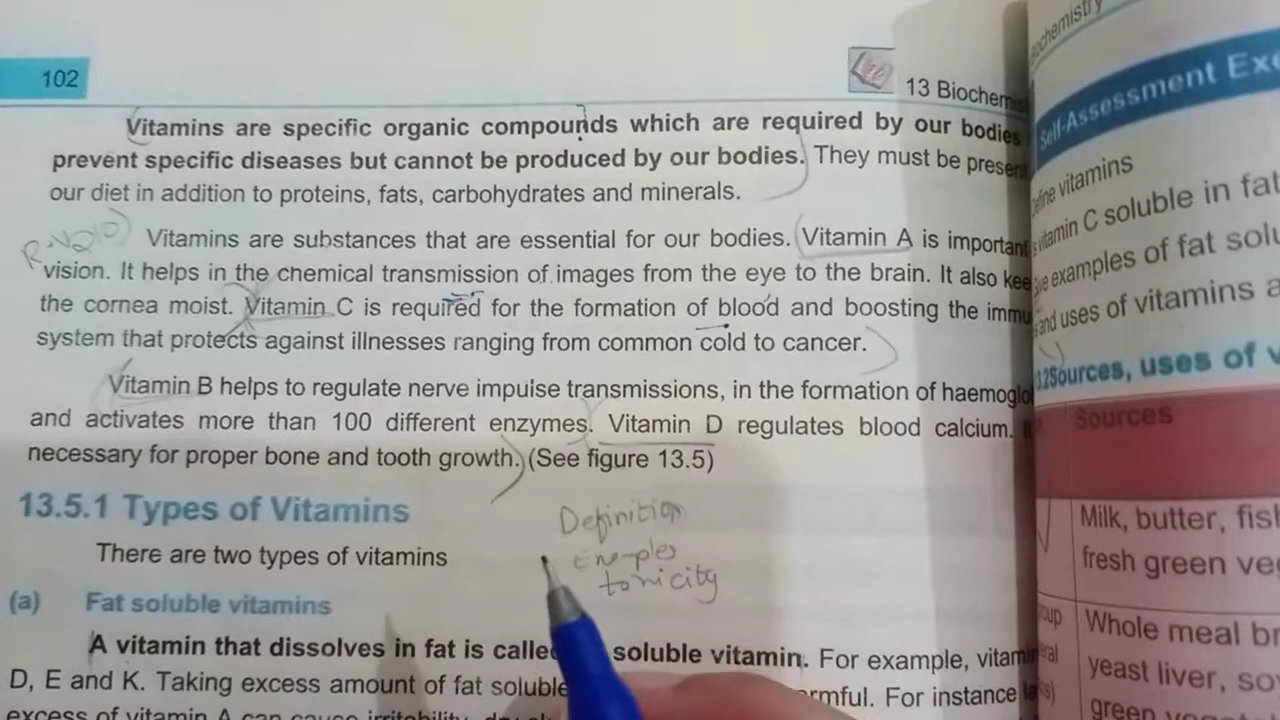 102
13 Biochemis
Vitamins are specific organic compounds which are required by our bodies
prevent specific diseases but cannot be produced by our bodies. They must be presen
our diet in addition to proteins, fats, carbohydrates and minerals.
Vitamins are substances that are essential for our bodies. Vitamin A is important
vision. It helps in the chemical transmission of images from the eye to the brain. It also kee
the cornea moist. Vitamin C is required for the formation of blood and boosting the immu
system that protects against illnesses ranging from common cold to cancer.
Vitamin B helps to regulate nerve impulse transmissions, in the formation of haemoglo
and activates more than 100 different enzymes. Vitamin D regulates blood calcium. It
necessary for proper bone and tooth growth. (See figure 13.5)
13.5.1 Types of Vitamins
Definition
Exmples
toxicity
There are two types of vitamins
(a) Fat soluble vitamins
A vitamin that dissolves in fat is calle soluble vitamin. For example, vitamin
D, E and K. Taking excess amount of fat soluble rmful. For instance
excess of vitamin A can cause irritability,
ochemistry
Self-Assessment Exe
fine vitamins
vitamin C soluble in fat
examples of fat solu
and uses of vitamins a
Sources, uses of v
Sources
Milk, butter, fish
fresh green ve
Whole meal br
yeast liver, so
green